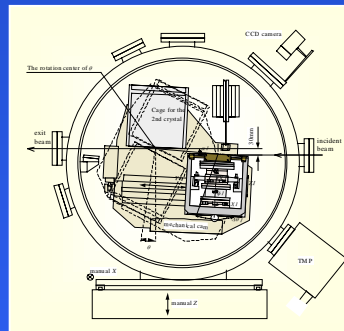 CCD camera
The rotation center of θ
Cage for the
2nd crystal
30mm
exit
beam
incident
beam
mechanical cam
θ
TMP
manual X
manual Z